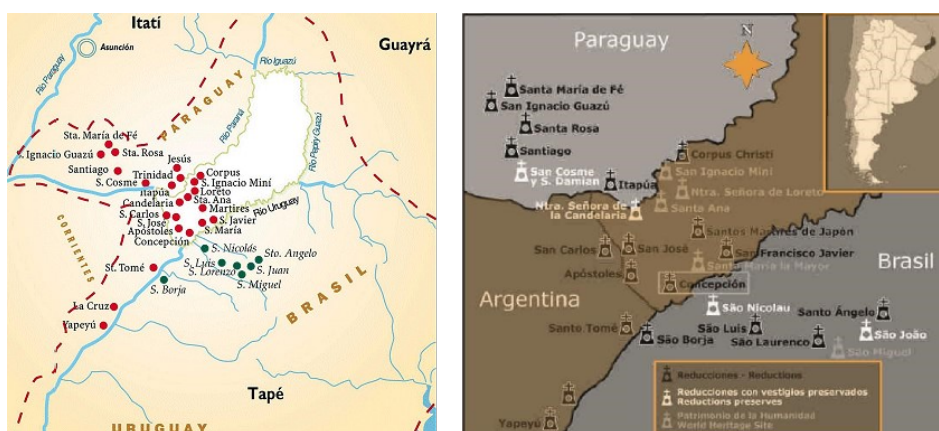 Itatí
Asunción
Guayrá
Río Paraguay
Río Iguazú
PARAGUAY
Río Paraná
Río Pepiry Guazú
Sta. María de Fé
S. Ignacio Guazú
Sta. Rosa
Santiago
S. Cosme
Jesús
Trinidad
Itapúa
Candelaria
Corpus
S. Ignacio Miní
Loreto
Sta. Ana
Martires
Río Uruguay
S. Carlos
S. José
Apóstoles
Concepción
S. Javier
S. María
CORRIENTES
S. Nicolás
Sto. Angelo
S. Luis
S. Lorenzo
S. Juan
S. Miguel
St. Tomé
S. Borja
BRASIL
La Cruz
Yapeyú
Tapé
URUGUAY
Paraguay
N
Santa María de Fé
San Ignacio Guazú
Santa Rosa
Santiago
San Cosme
y S. Damian
Itapúa
Corpus Christi
San Ignacio Miní
Ntra. Señora de Loreto
Santa Ana
Ntra. Señora de
la Candelaria
Santos Martires de Japón
San Carlos
San José
San Francisco Javier
Santa María la Mayor
Apóstoles
Concepción
Brasil
Argentina
São Nicolau
Santo Ângelo
Santo Tomé
São Borja
São Luis
São Laurenco
São João
São Miguel
Yapeyú
Reducciones - Reductions
Reducciones con vestigios preservados
Reductions preserves
Patrimonio de la Humanidad
World Heritage Site